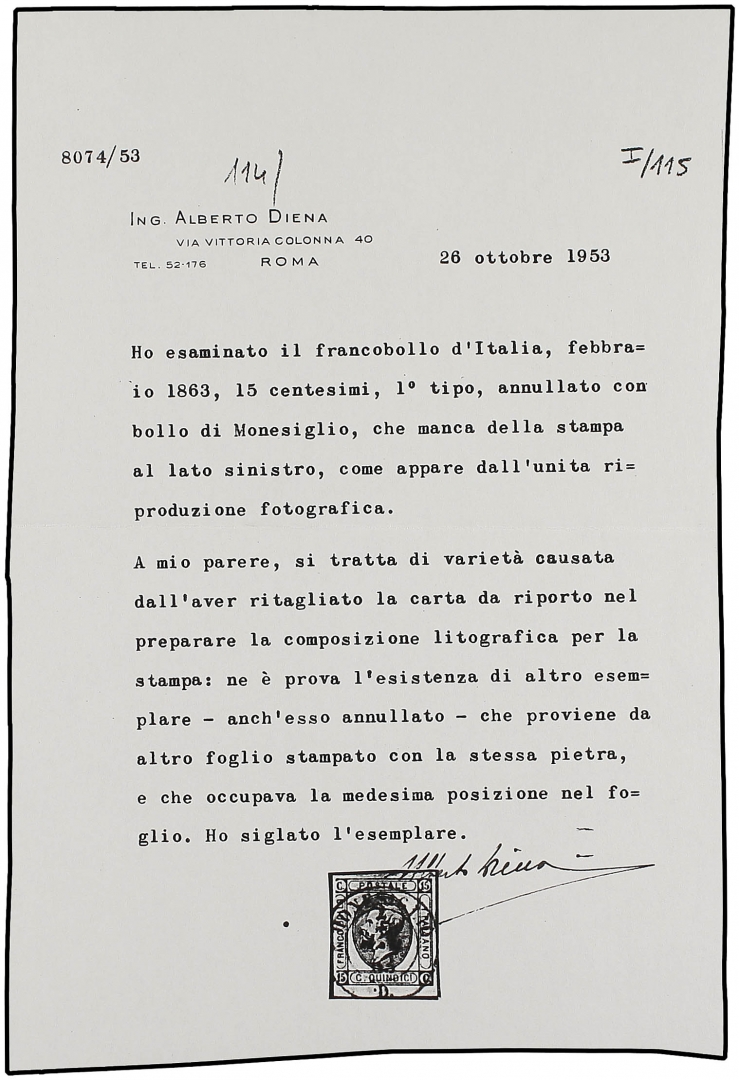 8074/53
114/
I/115
ING. ALBERTO DIENA
VIA VITTORIA COLONNA 40
TEL. 52-176 ROMA
26 ottobre 1953
Ho esaminato il francobollo d'Italia, febbra=
io 1863, 15 centesimi, 1º tipo, annullato con
bollo di Monesiglio, che manca della stampa
al lato sinistro, come appare dall'unita ri=
produzione fotografica.
A mio parere, si tratta di varietà causata
dall'aver ritagliato la carta da riporto nel
preparare la composizione litografica per la
stampa: ne è prova l'esistenza di altro esem=
plare - anch'esso annullato - che proviene da
altro foglio stampato con la stessa pietra,
e che occupava la medesima posizione nel fo=
glio. Ho siglato l'esemplare.
Alberto Diena
C. POSTALE 15
FRANCO
ITALIANO
15 C. QUINDICI C.
D.